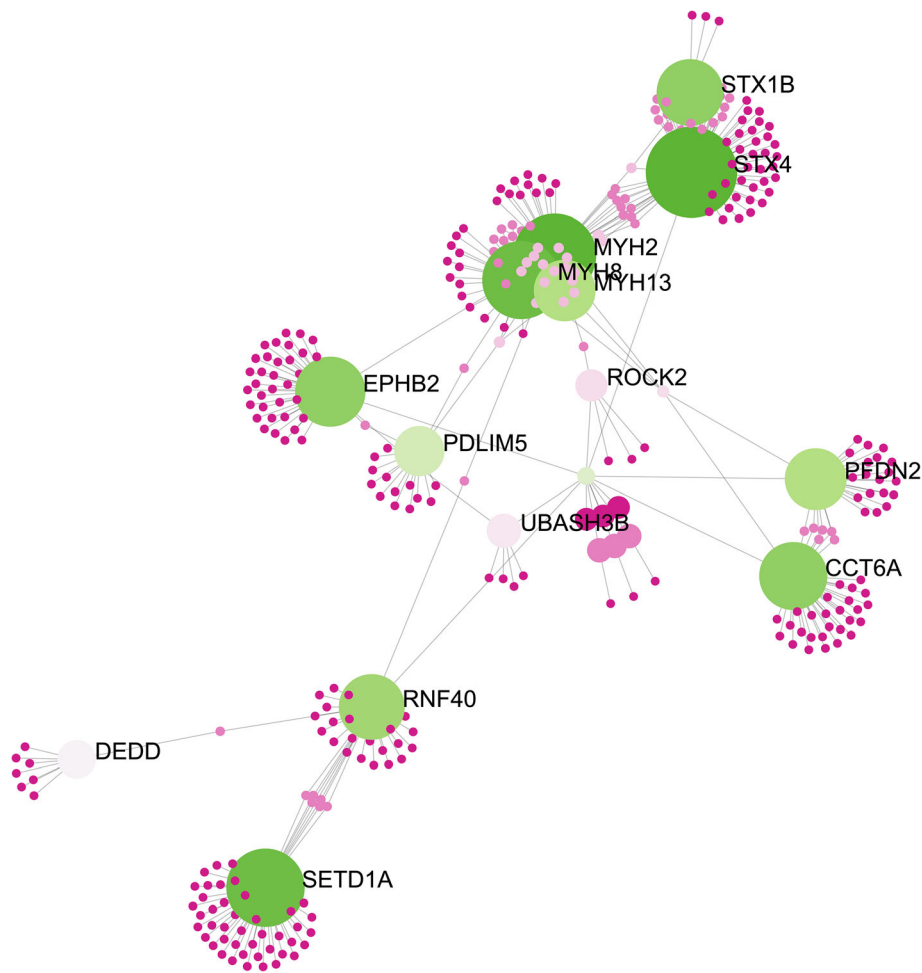 STX1B
STX4
MYH2
MYH8
MYH13
EPHB2
ROCK2
PDLIM5
PFDN2
UBASH3B
CCT6A
RNF40
DEDD
SETD1A